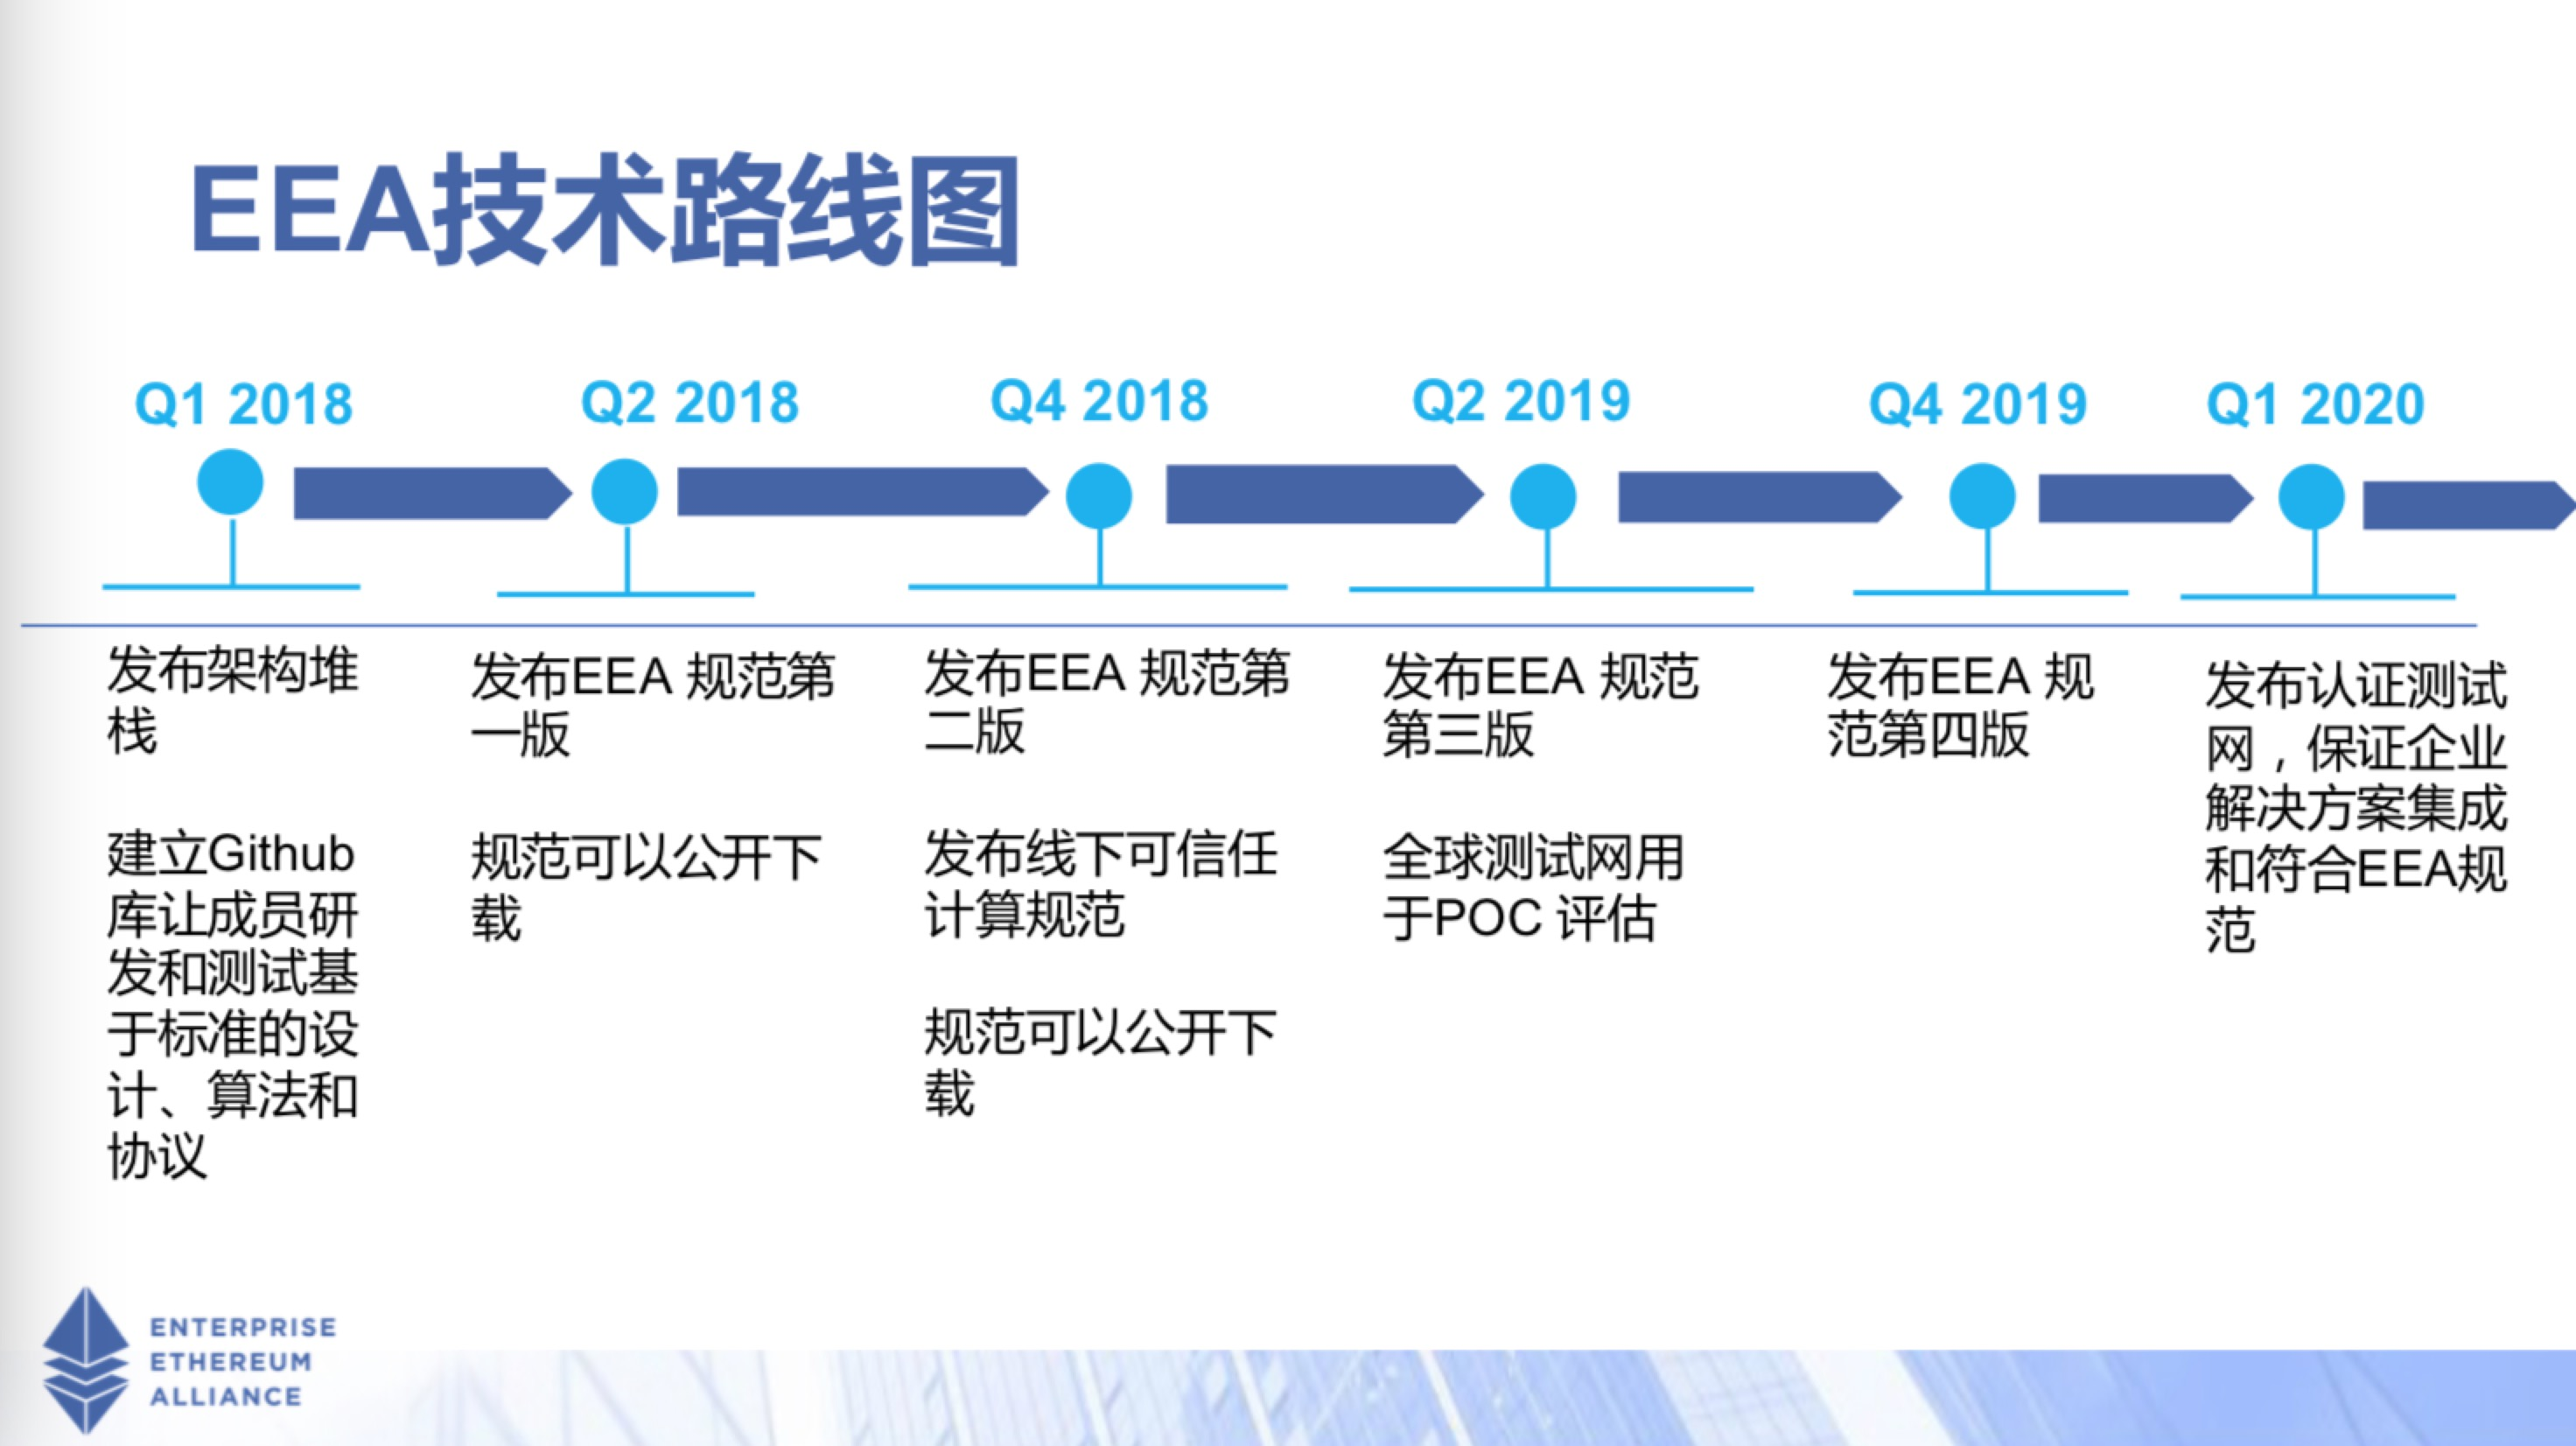 EEA技术路线图
Q1 2018
Q2 2018
Q4 2018
Q2 2019
Q4 2019
Q1 2020
发布架构堆
栈
建立Github
库让成员研
发和测试基
于标准的设
计、算法和
协议
发布EEA 规范第
一版
规范可以公开下
载
发布EEA 规范第
二版
发布线下可信任
计算规范
规范可以公开下
载
发布EEA 规范
第三版
全球测试网用
于POC 评估
发布EEA 规
范第四版
发布认证测试
网，保证企业
解决方案集成
和符合EEA规
范
ENTERPRISE
ETHEREUM
ALLIANCE